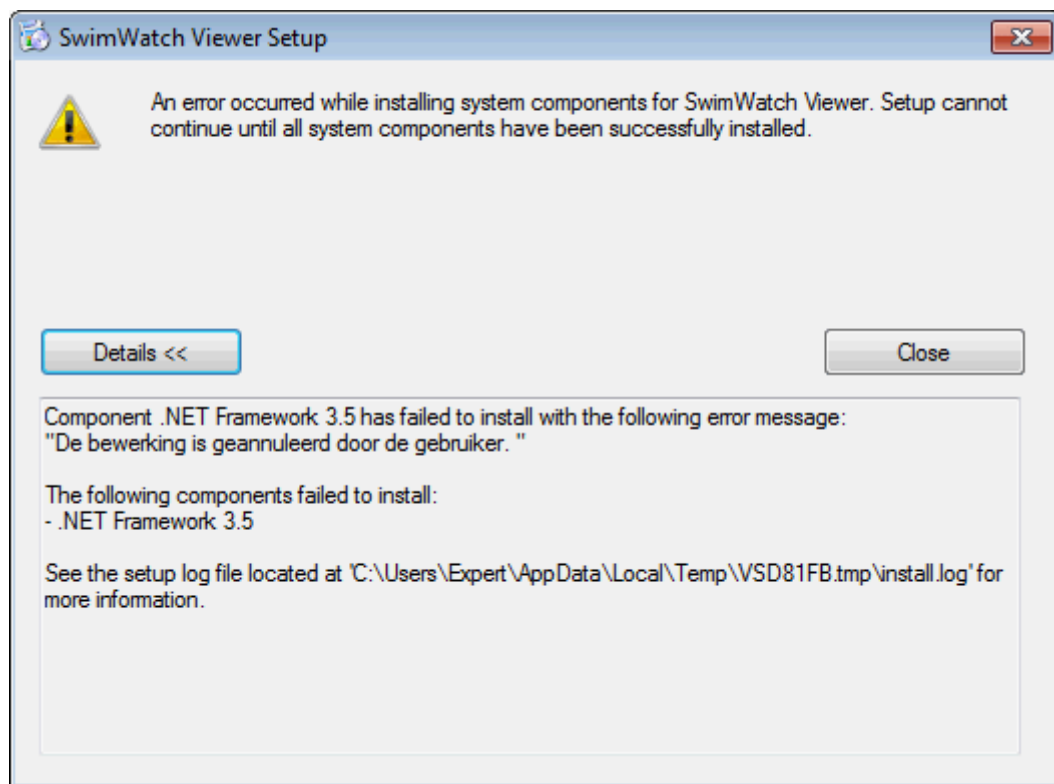 SwimWatch Viewer Setup
An error occurred while installing system components for SwimWatch Viewer. Setup cannot
continue until all system components have been successfully installed.
Details <<
Close
Component .NET Framework 3.5 has failed to install with the following error message:
"De bewerking is geannuleerd door de gebruiker. "
The following components failed to install:
- .NET Framework 3.5
See the setup log file located at 'C:\Users\Expert\AppData\Local\Temp\VSD81FB.tmp\install.log' for
more information.